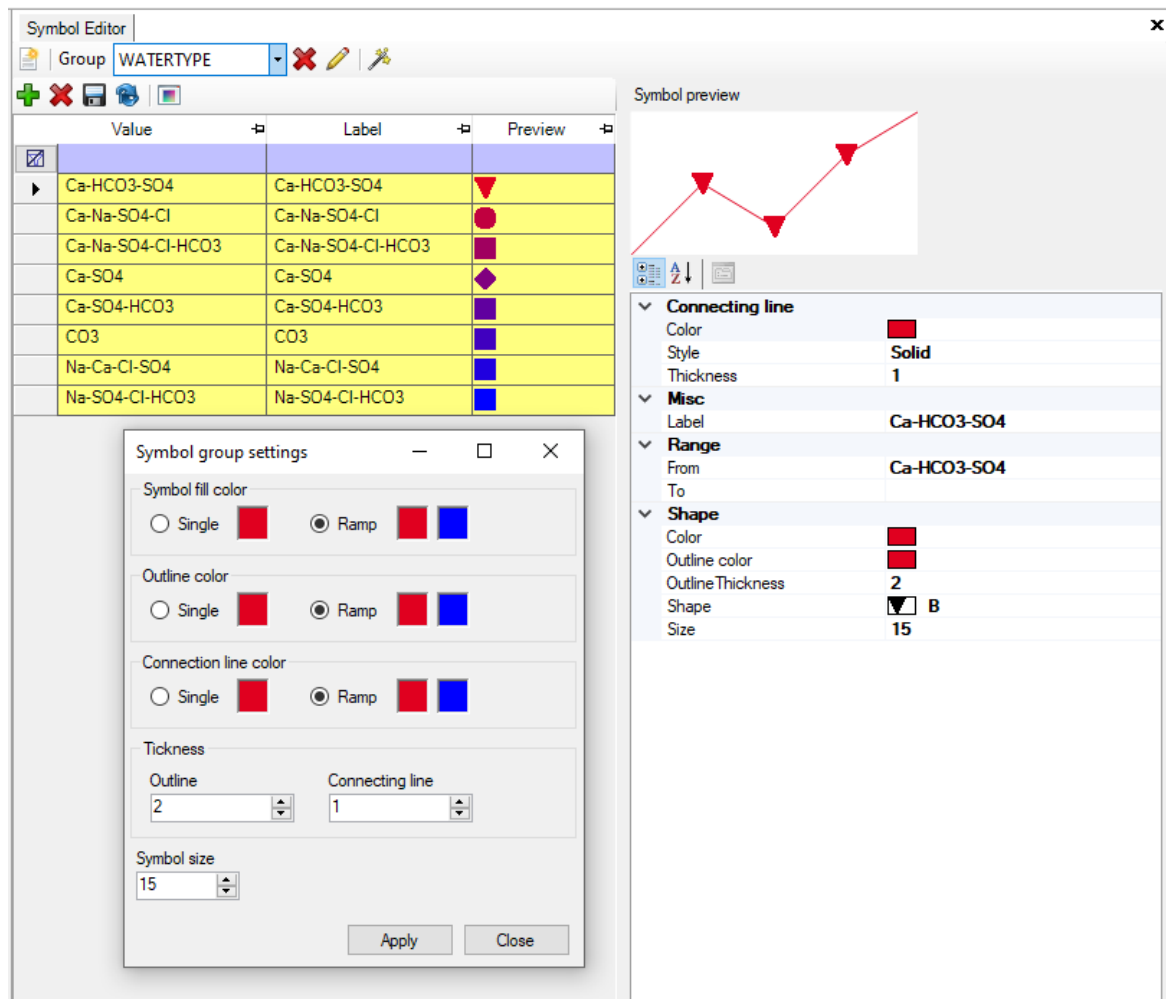 Symbol Editor
Group WATERTYPE
Value Label Preview
Ca-HCO3-SO4 Ca-HCO3-SO4
Ca-Na-SO4-Cl Ca-Na-SO4-Cl
Ca-Na-SO4-Cl-HCO3 Ca-Na-SO4-Cl-HCO3
Ca-SO4 Ca-SO4
Ca-SO4-HCO3 Ca-SO4-HCO3
CO3 CO3
Na-Ca-Cl-SO4 Na-Ca-Cl-SO4
Na-SO4-Cl-HCO3 Na-SO4-Cl-HCO3
Symbol group settings
Symbol fill color
Single Ramp
Outline color
Single Ramp
Connection line color
Single Ramp
Tickness
Outline Connecting line
2 1
Symbol size
15
Apply Close
Symbol preview
A
Z
Connecting line
Color
Style Solid
Thickness 1
Misc
Label Ca-HCO3-SO4
Range
From Ca-HCO3-SO4
To
Shape
Color
Outline color
OutlineThickness 2
Shape B
Size 15